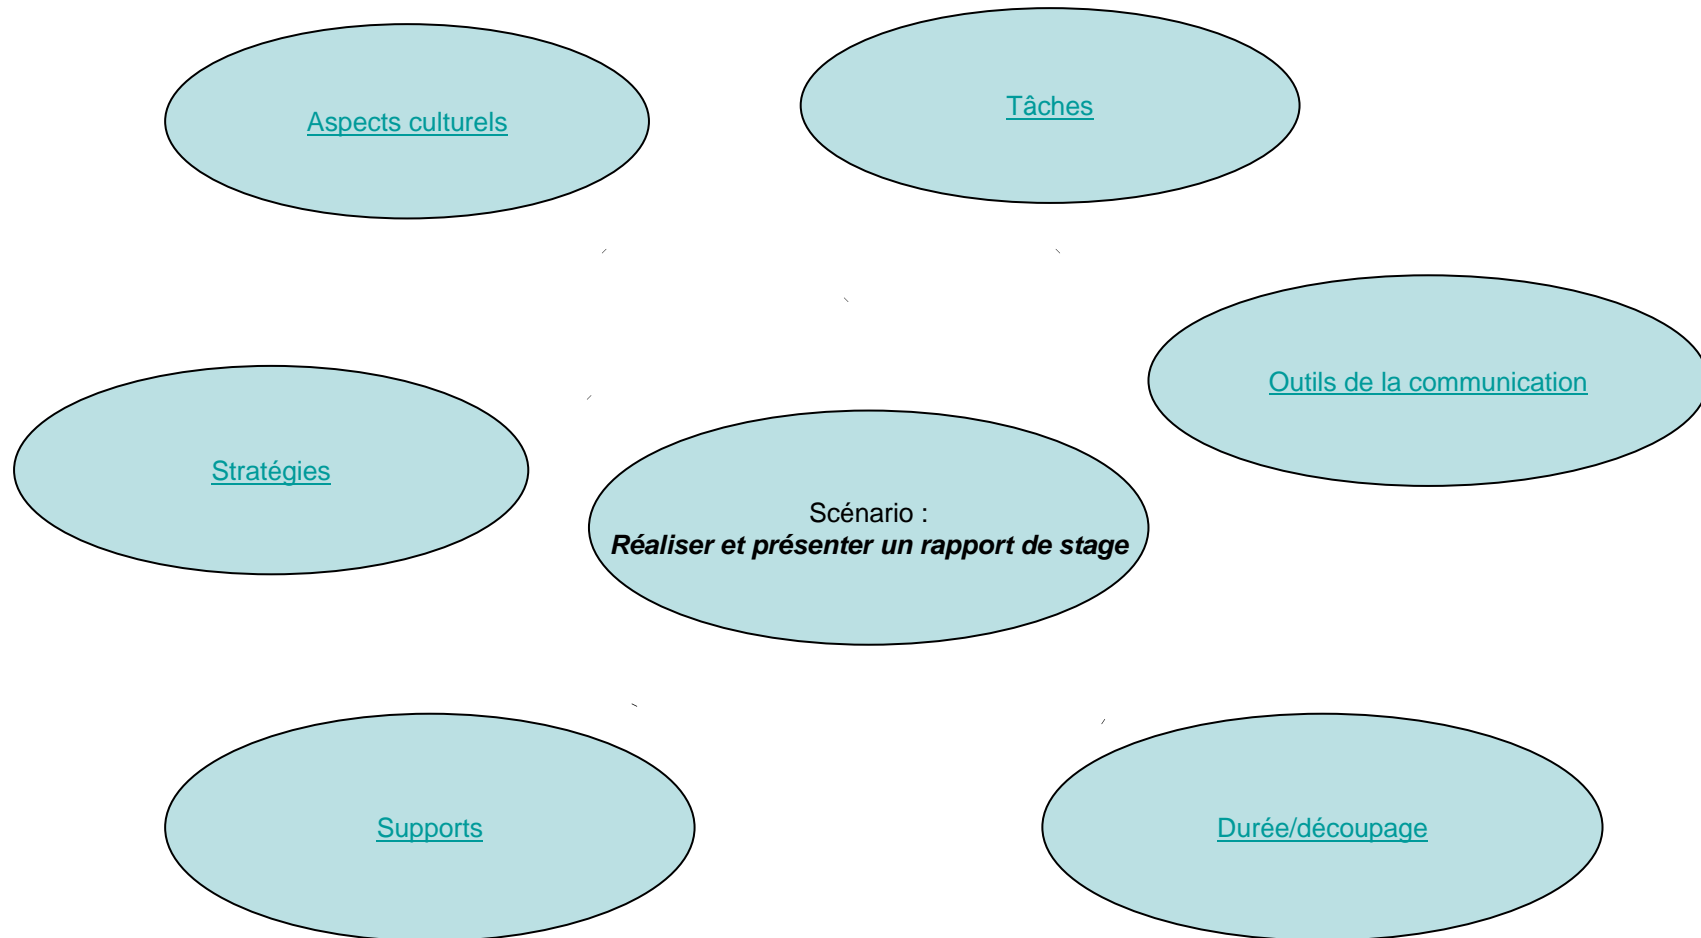 Aspects culturels
Tâches
Outils de la communication
Stratégies
Scénario :
Réaliser et présenter un rapport de stage
Supports
Durée/découpage